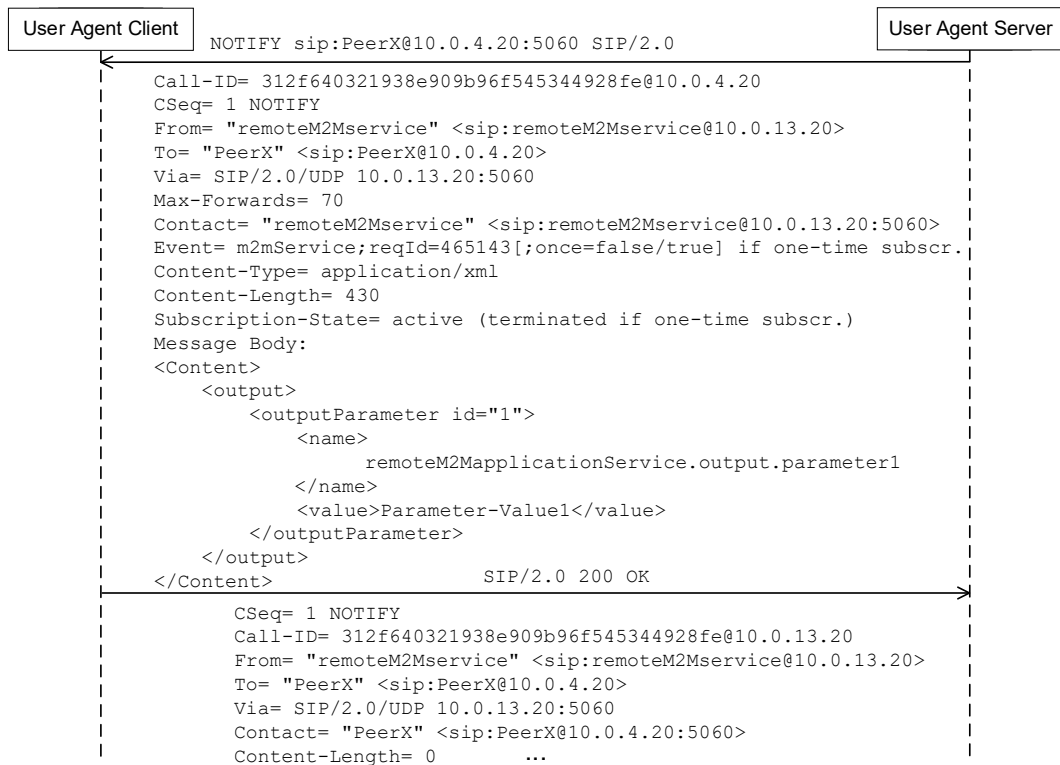 User Agent Client
User Agent Server
NOTIFY sip:PeerX@10.0.4.20:5060 SIP/2.0
Call-ID= 312f640321938e909b96f545344928fe@10.0.4.20
CSeq= 1 NOTIFY
From= "remoteM2Mservice" <sip:remoteM2Mservice@10.0.13.20>
To= "PeerX" <sip:PeerX@10.0.4.20>
Via= SIP/2.0/UDP 10.0.13.20:5060
Max-Forwards= 70
Contact= "remoteM2Mservice" <sip:remoteM2Mservice@10.0.13.20:5060>
Event= m2mService;reqId=465143[;once=false/true] if one-time subscr.
Content-Type= application/xml
Content-Length= 430
Subscription-State= active (terminated if one-time subscr.)
Message Body:
<Content>
<output>
<outputParameter id="1">
<name>
remoteM2MapplicationService.output.parameter1
</name>
<value>Parameter-Value1</value>
</outputParameter>
</output>
</Content>
SIP/2.0 200 OK
CSeq= 1 NOTIFY
Call-ID= 312f640321938e909b96f545344928fe@10.0.13.20
From= "remoteM2Mservice" <sip:remoteM2Mservice@10.0.13.20>
To= "PeerX" <sip:PeerX@10.0.4.20>
Via= SIP/2.0/UDP 10.0.13.20:5060
Contact= "PeerX" <sip:PeerX@10.0.4.20:5060>
Content-Length= 0 ...